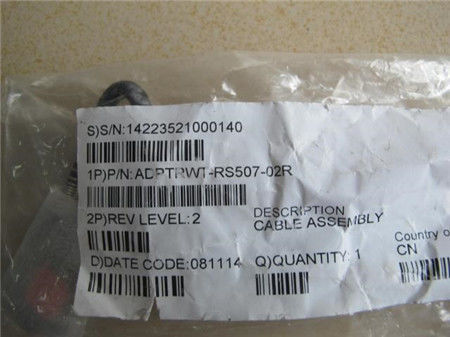 S)S/N:14223521000140
1P)P/N:ADPTRWT-RS507-02R
2P)REV LEVEL:2
DESCRIPTION
CABLE ASSEMBLY
D)DATE CODE:081114 Q)QUANTITY: 1
Country o
CN